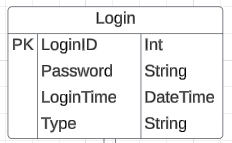 Login
PK LoginID Int
Password String
LoginTime DateTime
Type String